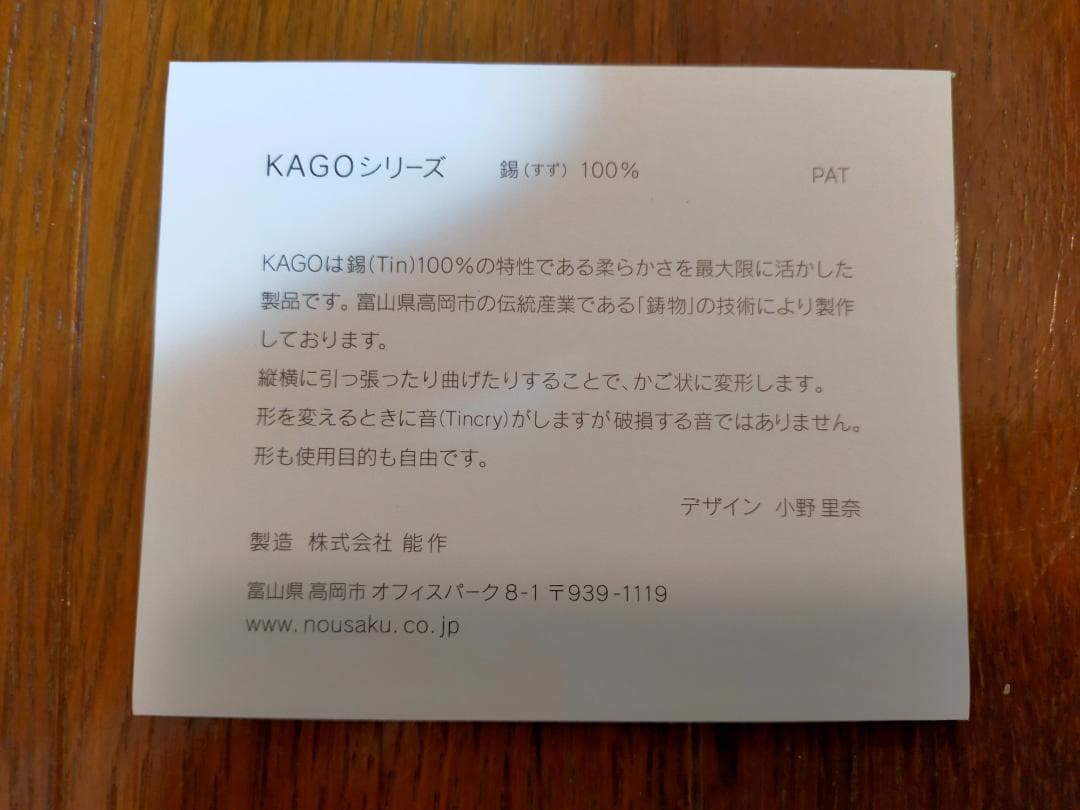 KAGOシリーズ 錫(すず) 100% PAT
KAGOは錫(Tin)100%の特性である柔らかさを最大限に活かした
製品です。富山県高岡市の伝統産業である「鋳物」の技術により製作
しております。
縦横に引っ張ったり曲げたりすることで、かご状に変形します。
形を変えるときに音(Tincry)がしますが破損する音ではありません。
形も使用目的も自由です。
デザイン 小野 里奈
製造 株式会社 能作
富山県 高岡市 オフィスパーク 8-1 〒939-1119
www.nousaku.co.jp